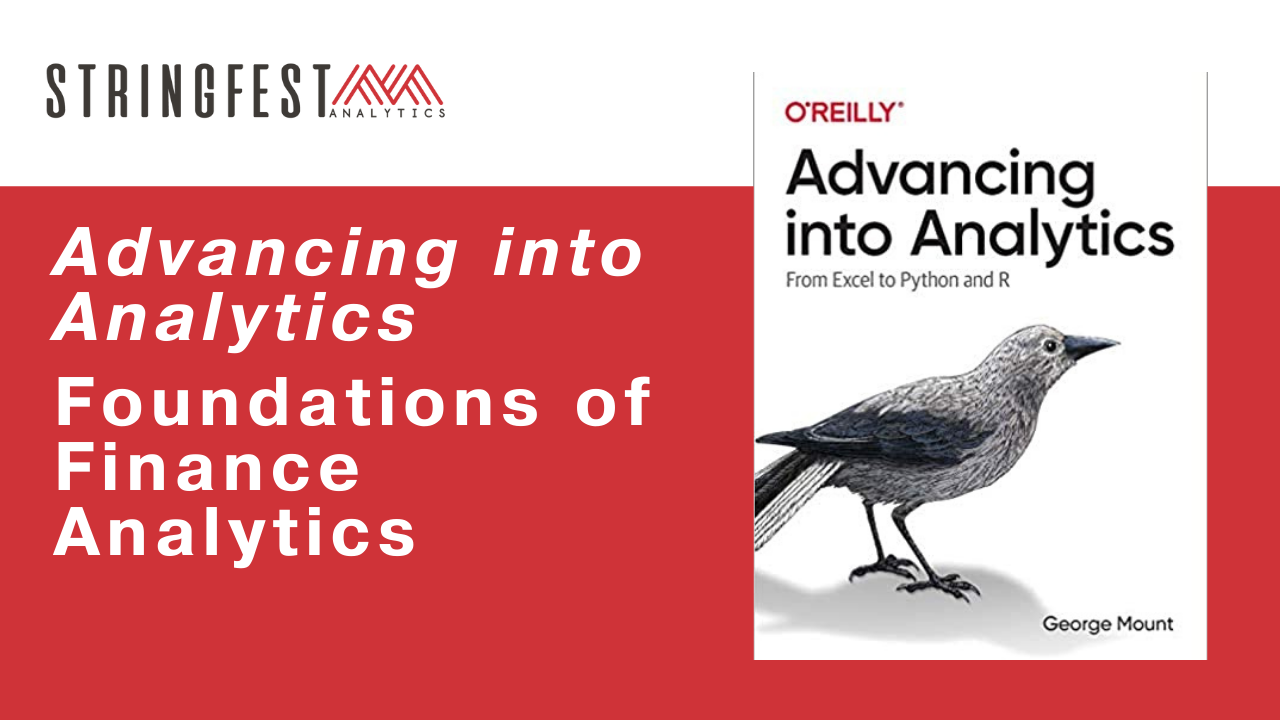 STRINGFEST
ANALYTICS
Advancing into
Analytics
Foundations of
Finance
Analytics
O'REILLY®
Advancing
into Analytics
From Excel to Python and R
George Mount